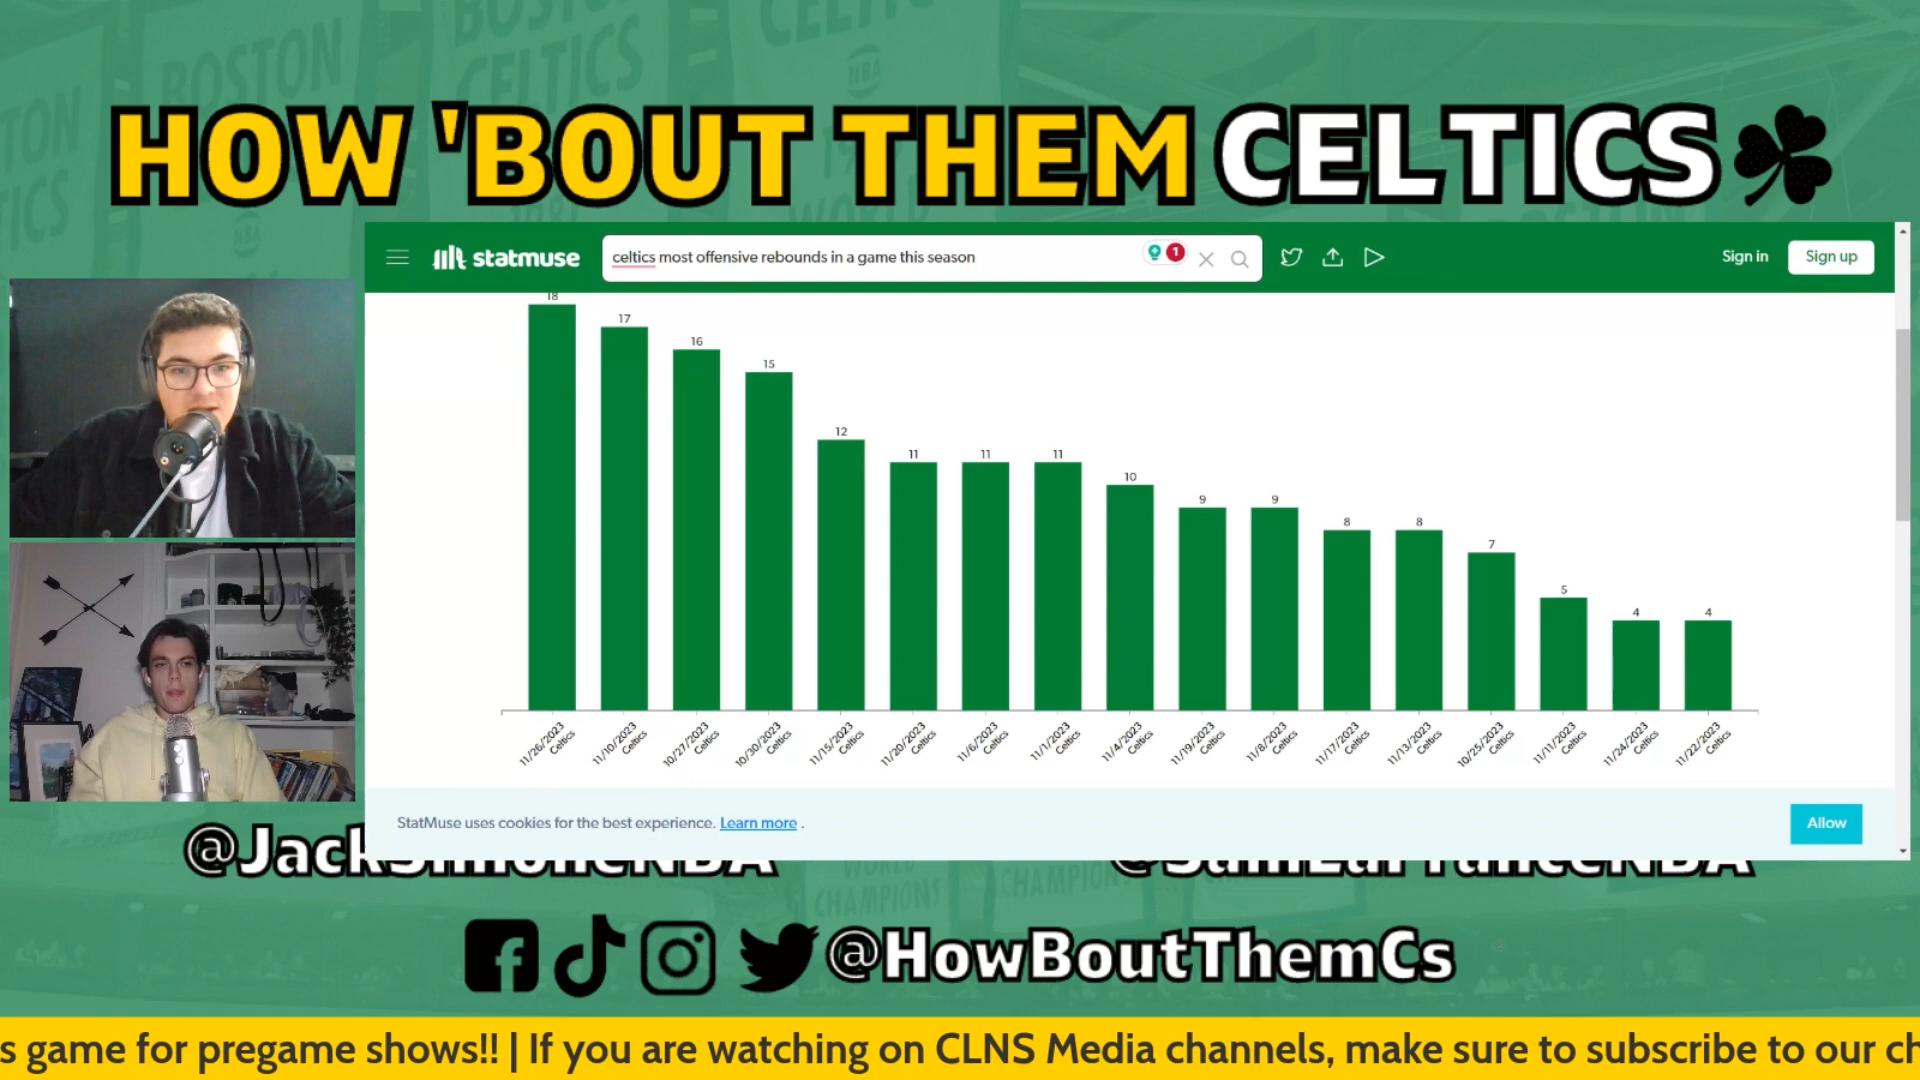 HOW 'BOUT THEM CELTICS
statmuse
celtics most offensive rebounds in a game this season
1
Sign in
Sign up
18
17
16
15
12
11
11
11
10
9
9
8
8
7
5
4
4
11/26/2023 Celtics
11/10/2023 Celtics
10/27/2023 Celtics
10/30/2023 Celtics
11/15/2023 Celtics
11/20/2023 Celtics
11/6/2023 Celtics
11/1/2023 Celtics
11/4/2023 Celtics
11/19/2023 Celtics
11/8/2023 Celtics
11/17/2023 Celtics
11/13/2023 Celtics
10/25/2023 Celtics
11/11/2023 Celtics
11/24/2023 Celtics
11/22/2023 Celtics
StatMuse uses cookies for the best experience. Learn more .
Allow
@JackSimoneNBA
@SamLaFranceNBA
@HowBoutThemCs
s game for pregame shows!! | If you are watching on CLNS Media channels, make sure to subscribe to our ch